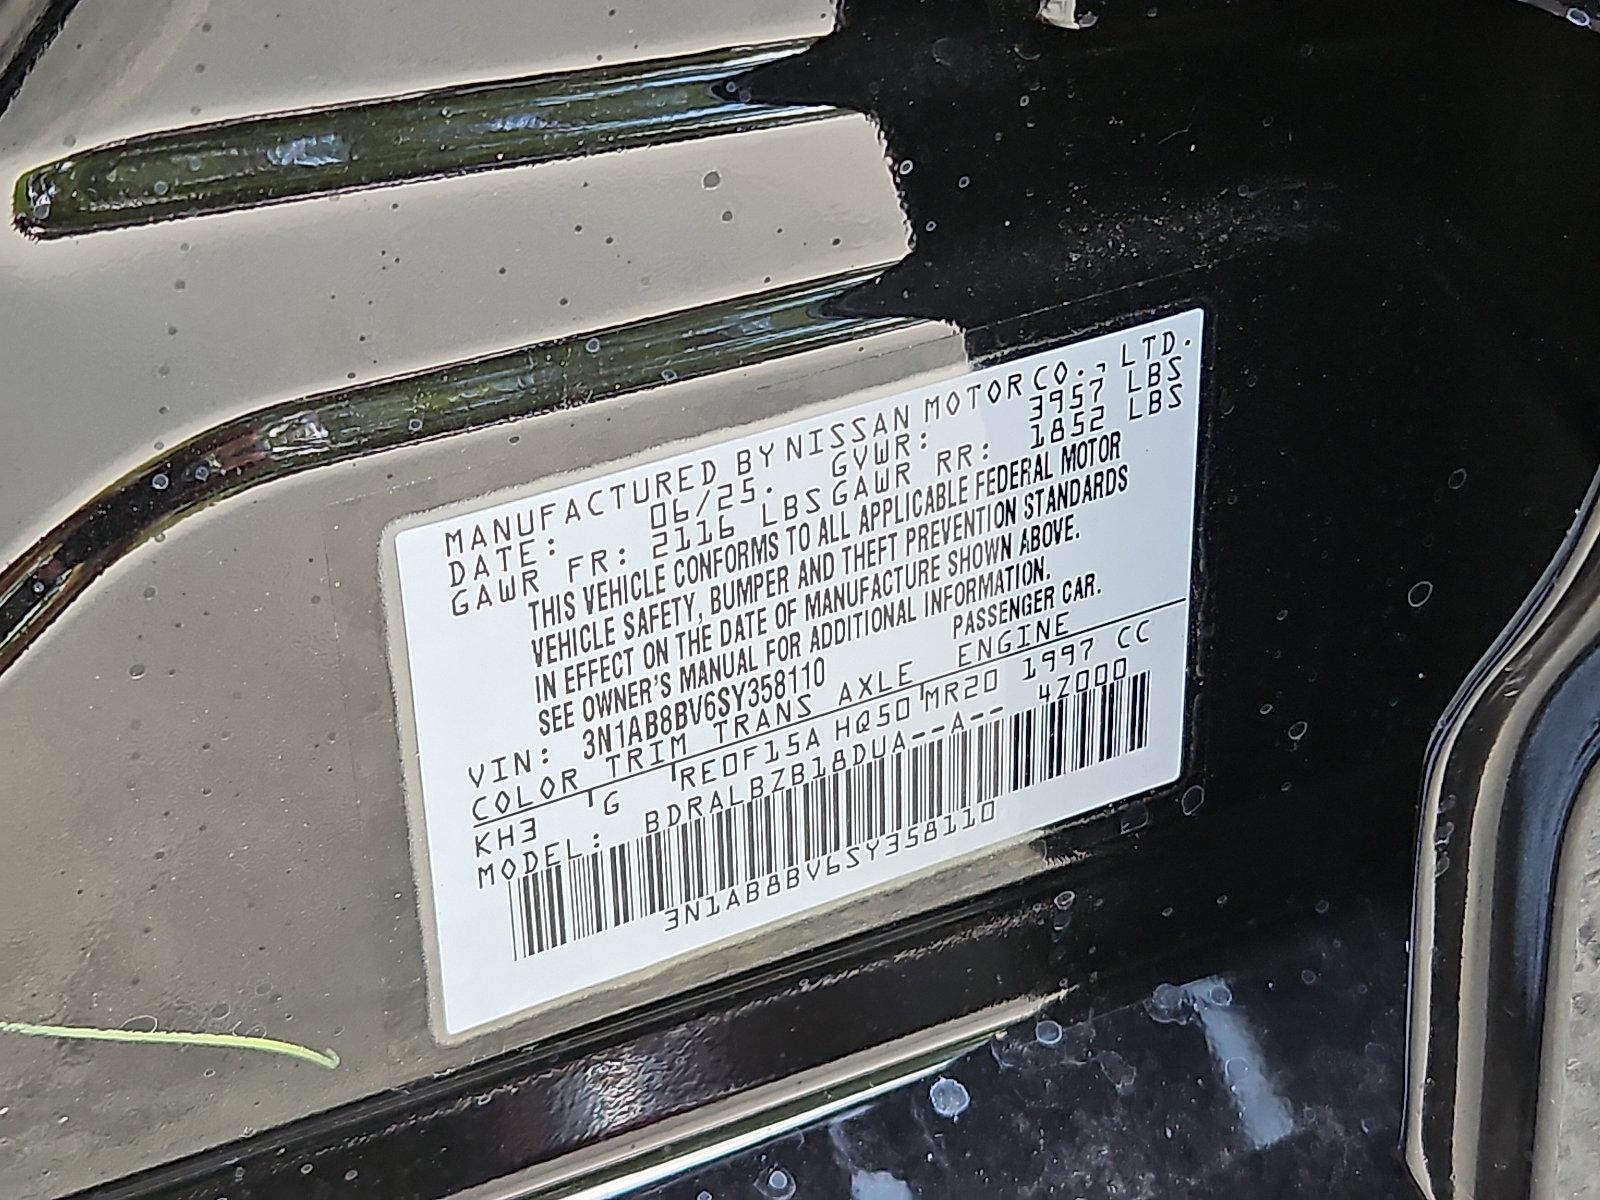 MANUFACTURED BY NISSAN MOTOR CO., LTD.
DATE: 06/25. GVWR: 3957 LBS
GAWR FR: 2116 LBS GAWR RR: 1852 LBS
THIS VEHICLE CONFORMS TO ALL APPLICABLE FEDERAL MOTOR
VEHICLE SAFETY, BUMPER AND THEFT PREVENTION STANDARDS
IN EFFECT ON THE DATE OF MANUFACTURE SHOWN ABOVE.
SEE OWNER'S MANUAL FOR ADDITIONAL INFORMATION.
VIN: 3N1AB8BV6SY358110 PASSENGER CAR.
COLOR TRIM TRANS AXLE ENGINE
KH3 G RE0F15A HQ50 MR20 1997 CC
MODEL: BDRALBZB18DUA--A-- 4Z000
3N1AB8BV6SY358110